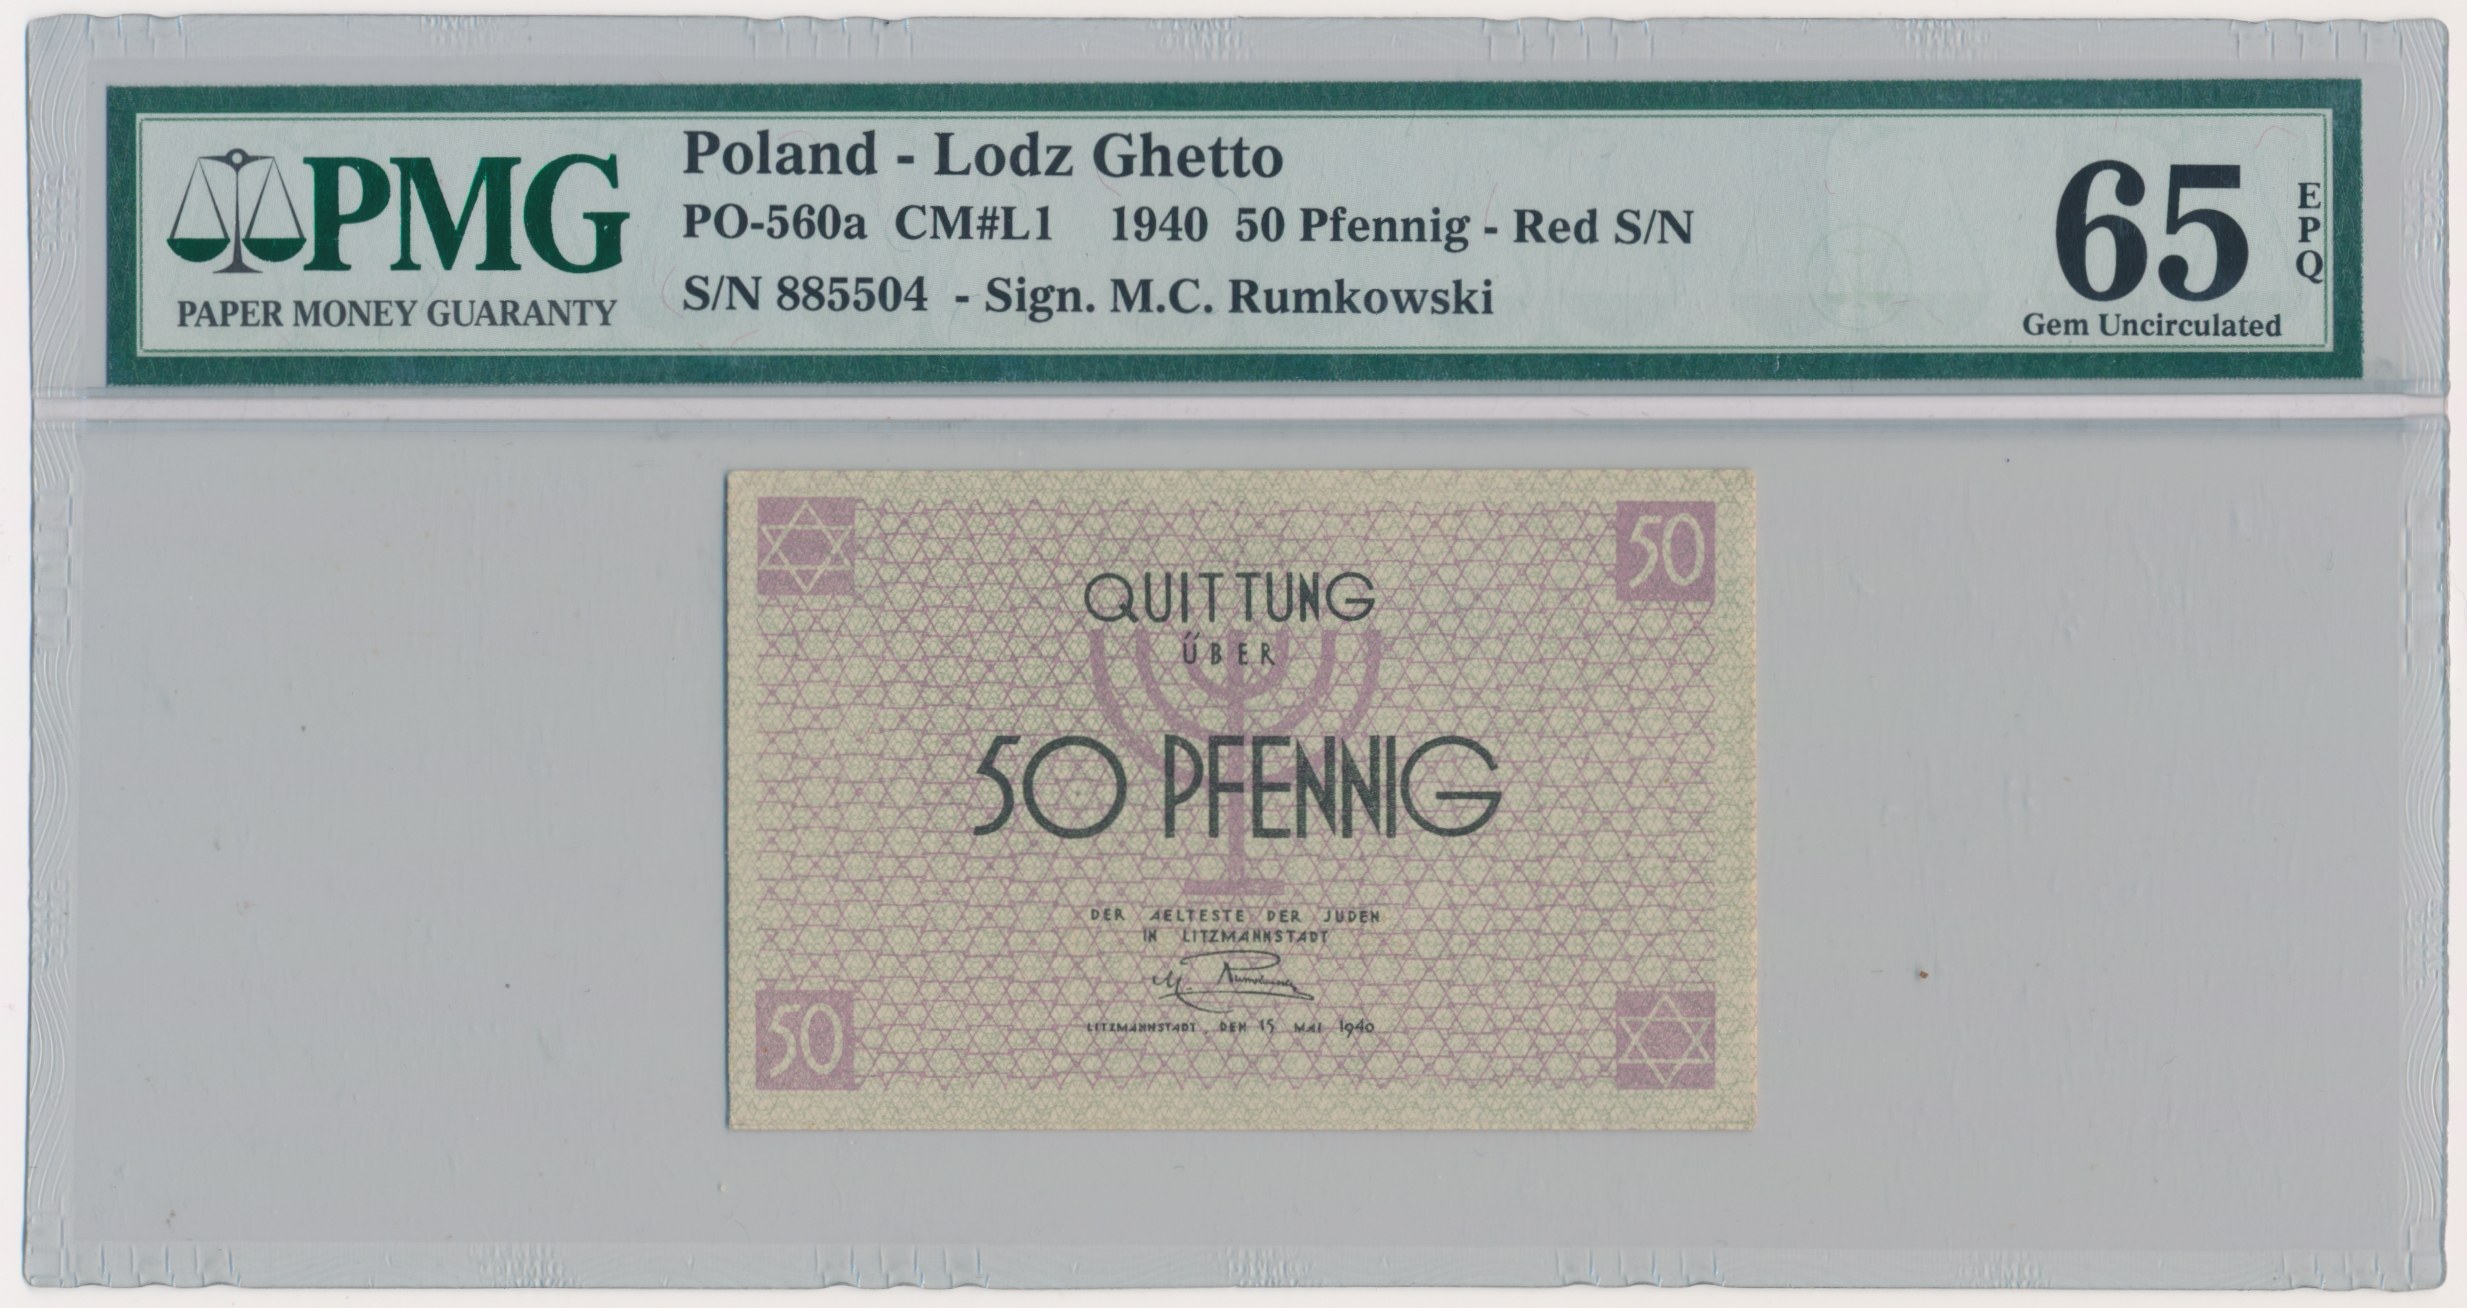 PMG
PAPER MONEY GUARANTY
Poland - Lodz Ghetto
PO-560a CM#L1 1940 50 Pfennig - Red S/N
S/N 885504 - Sign. M.C. Rumkowski
65
EPQ
Gem Uncirculated
50
QUITTUNG
ÜBER
50 PFENNIG
DER AELTESTE DER JUDEN
IN LITZMANNSTADT
M. Rumkowski
LITZMANNSTADT, DEN 15 MAI 1940
50